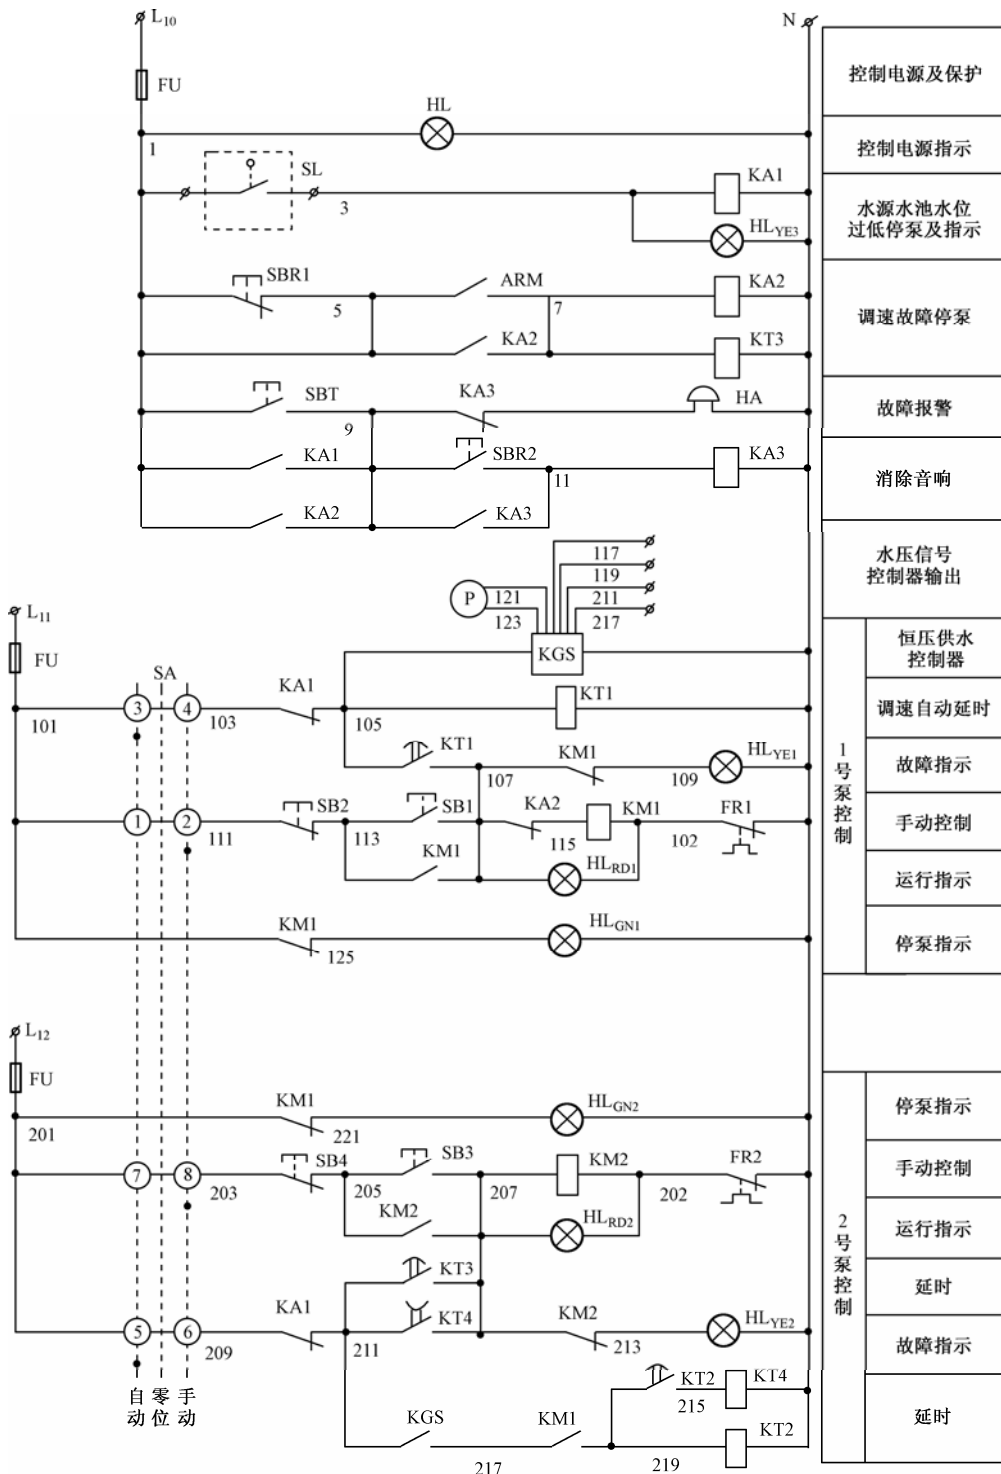 L10
N
FU
控制电源及保护
HL
1
控制电源指示
SL
3
KA1
HLYE3
水源水池水位
过低停泵及指示
SBR1
5
ARM
7
KA2
KA2
KT3
调速故障停泵
SBT
9
KA3
HA
故障报警
KA1
SBR2
11
KA3
消除音响
KA2
KA3
水压信号
控制器输出
117
119
P
121
211
123
217
L11
FU
KGS
恒压供水
控制器
SA
3
4
101
103
KA1
105
KT1
调速自动延时
KT1
107
KM1
109
HLYE1
故障指示
1号泵控制
1
2
111
SB2
113
SB1
KA2
115
KM1
102
FR1
手动控制
KM1
HLRD1
运行指示
KM1
125
HLGN1
停泵指示
L12
FU
201
KM1
221
HLGN2
停泵指示
7
8
203
SB4
205
SB3
207
KM2
202
FR2
手动控制
KM2
HLRD2
运行指示
2号泵控制
KT3
延时
5
6
209
KA1
211
KT4
KM2
213
HLYE2
故障指示
自动
零位
手动
KT2
215
KT4
延时
KGS
217
KM1
219
KT2